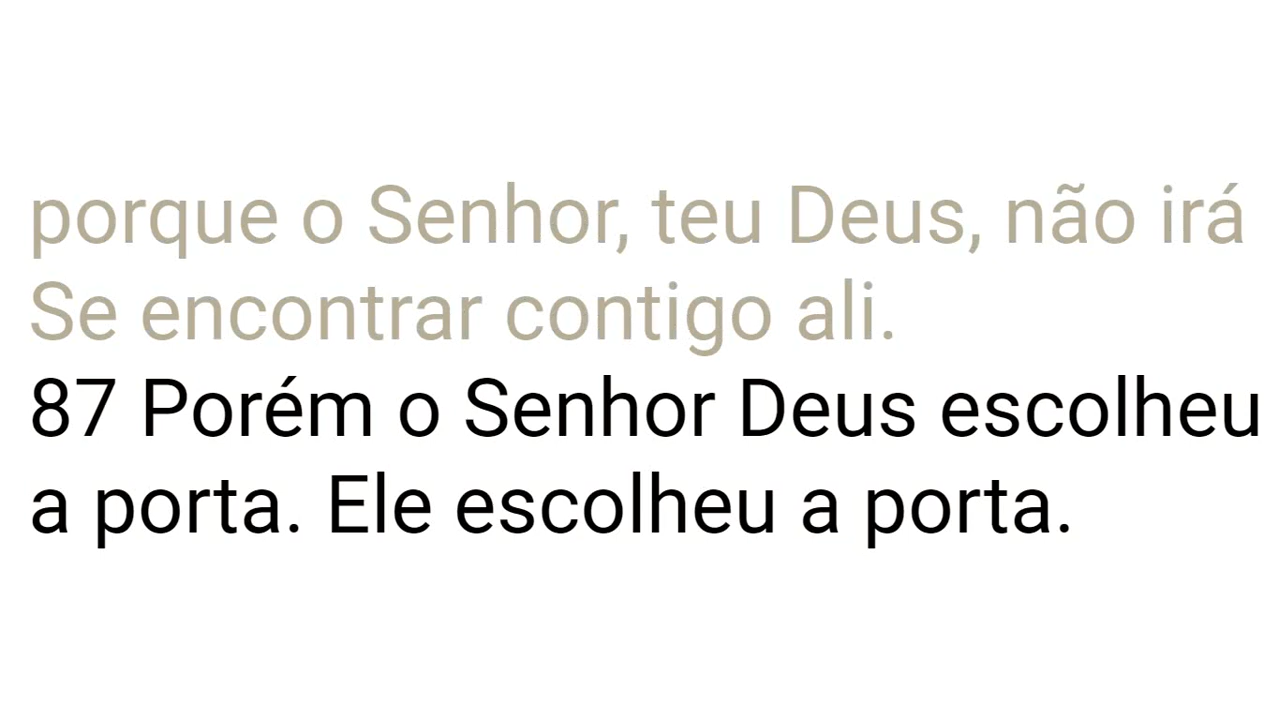 porque o Senhor, teu Deus, não irá
Se encontrar contigo ali.
87 Porém o Senhor Deus escolheu
a porta. Ele escolheu a porta.